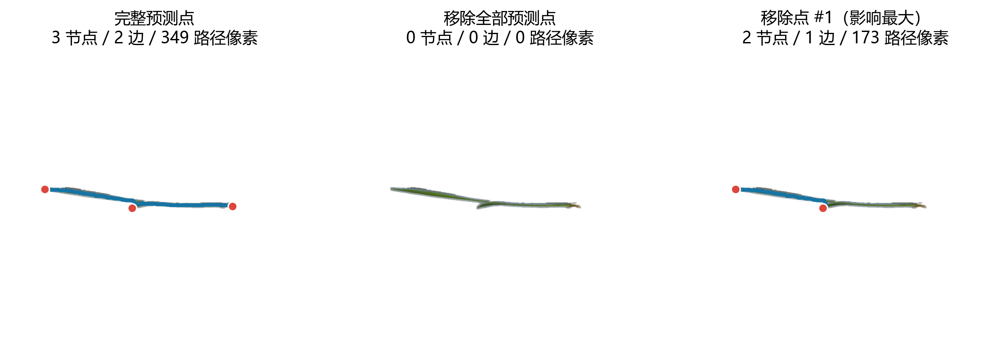 完整预测点
3 节点 / 2 边 / 349 路径像素
移除全部预测点
0 节点 / 0 边 / 0 路径像素
移除点 #1（影响最大）
2 节点 / 1 边 / 173 路径像素